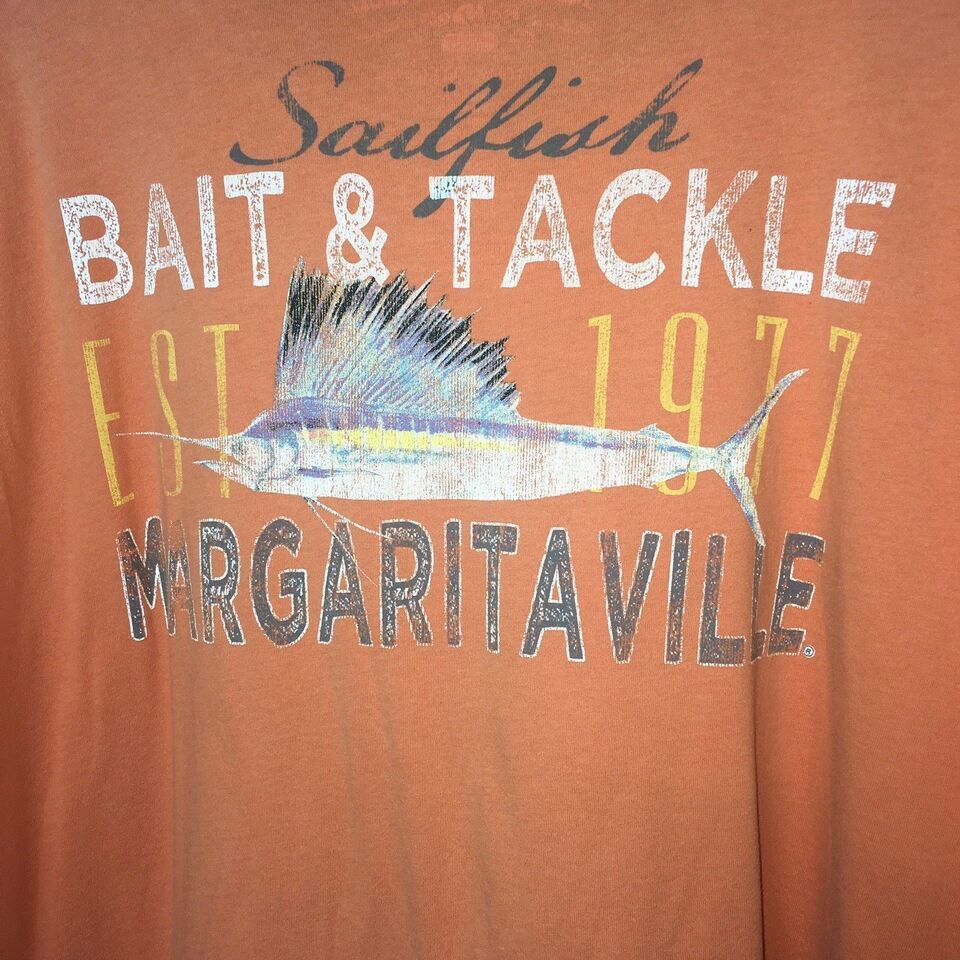 Sailfish
BAIT & TACKLE
EST 1977
MARGARITAVILLE®